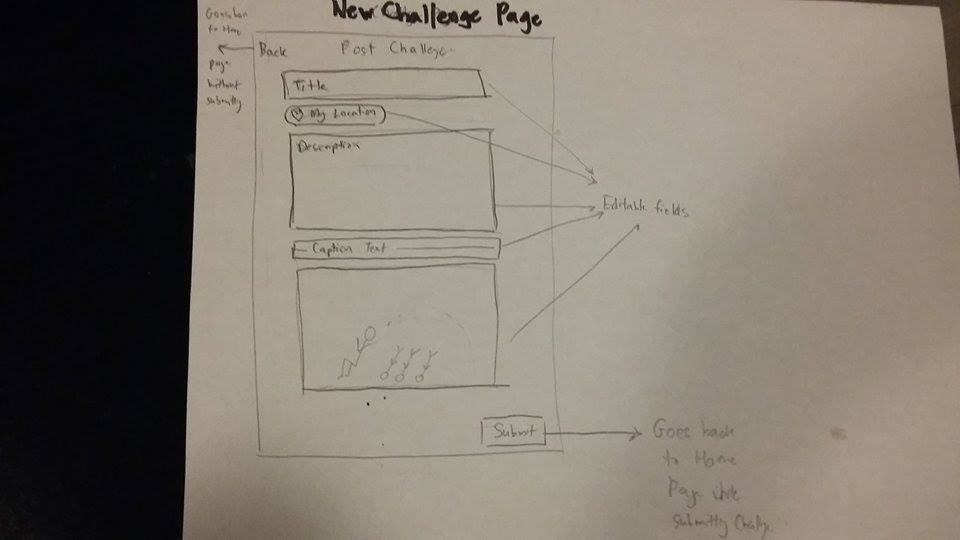 New Challenge Page
Goes back
to Home
page
without
submitting
Back
Post Challenge
Title
My Location
Description
Editable fields
Caption Text
Submit
Goes back
to Home
Page while
Submitting Challenge